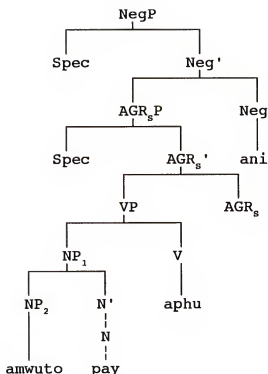 NegP
Spec Neg'
AGRₛP Neg
Spec AGRₛ' ani
VP AGRₛ
NP₁ V
NP₂ N' aphu
N
amwuto pay